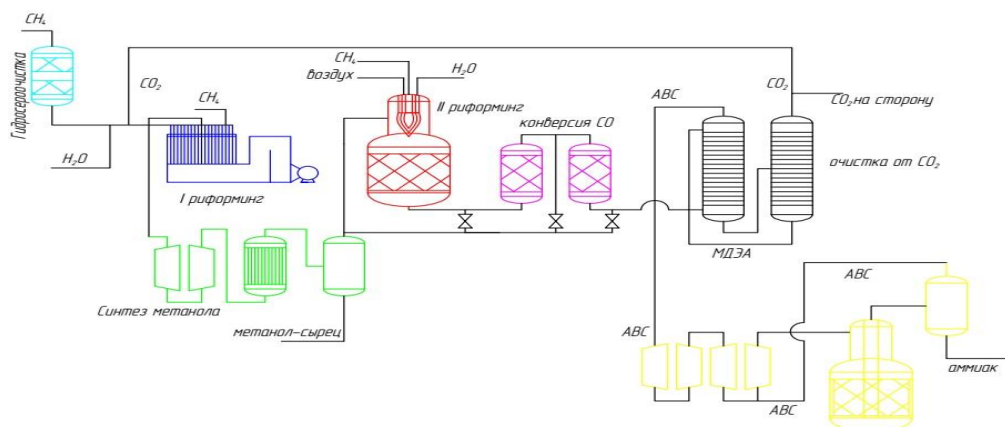 CH₄
Гидросероочистка
CO₂
CH₄
H₂O
I риформинг
CH₄
воздух
H₂O
II риформинг
конверсия СО
АВС
CO₂
CO₂ на сторону
очистка от CO₂
МДЭА
Синтез метанола
метанол-сырец
АВС
АВС
АВС
аммиак